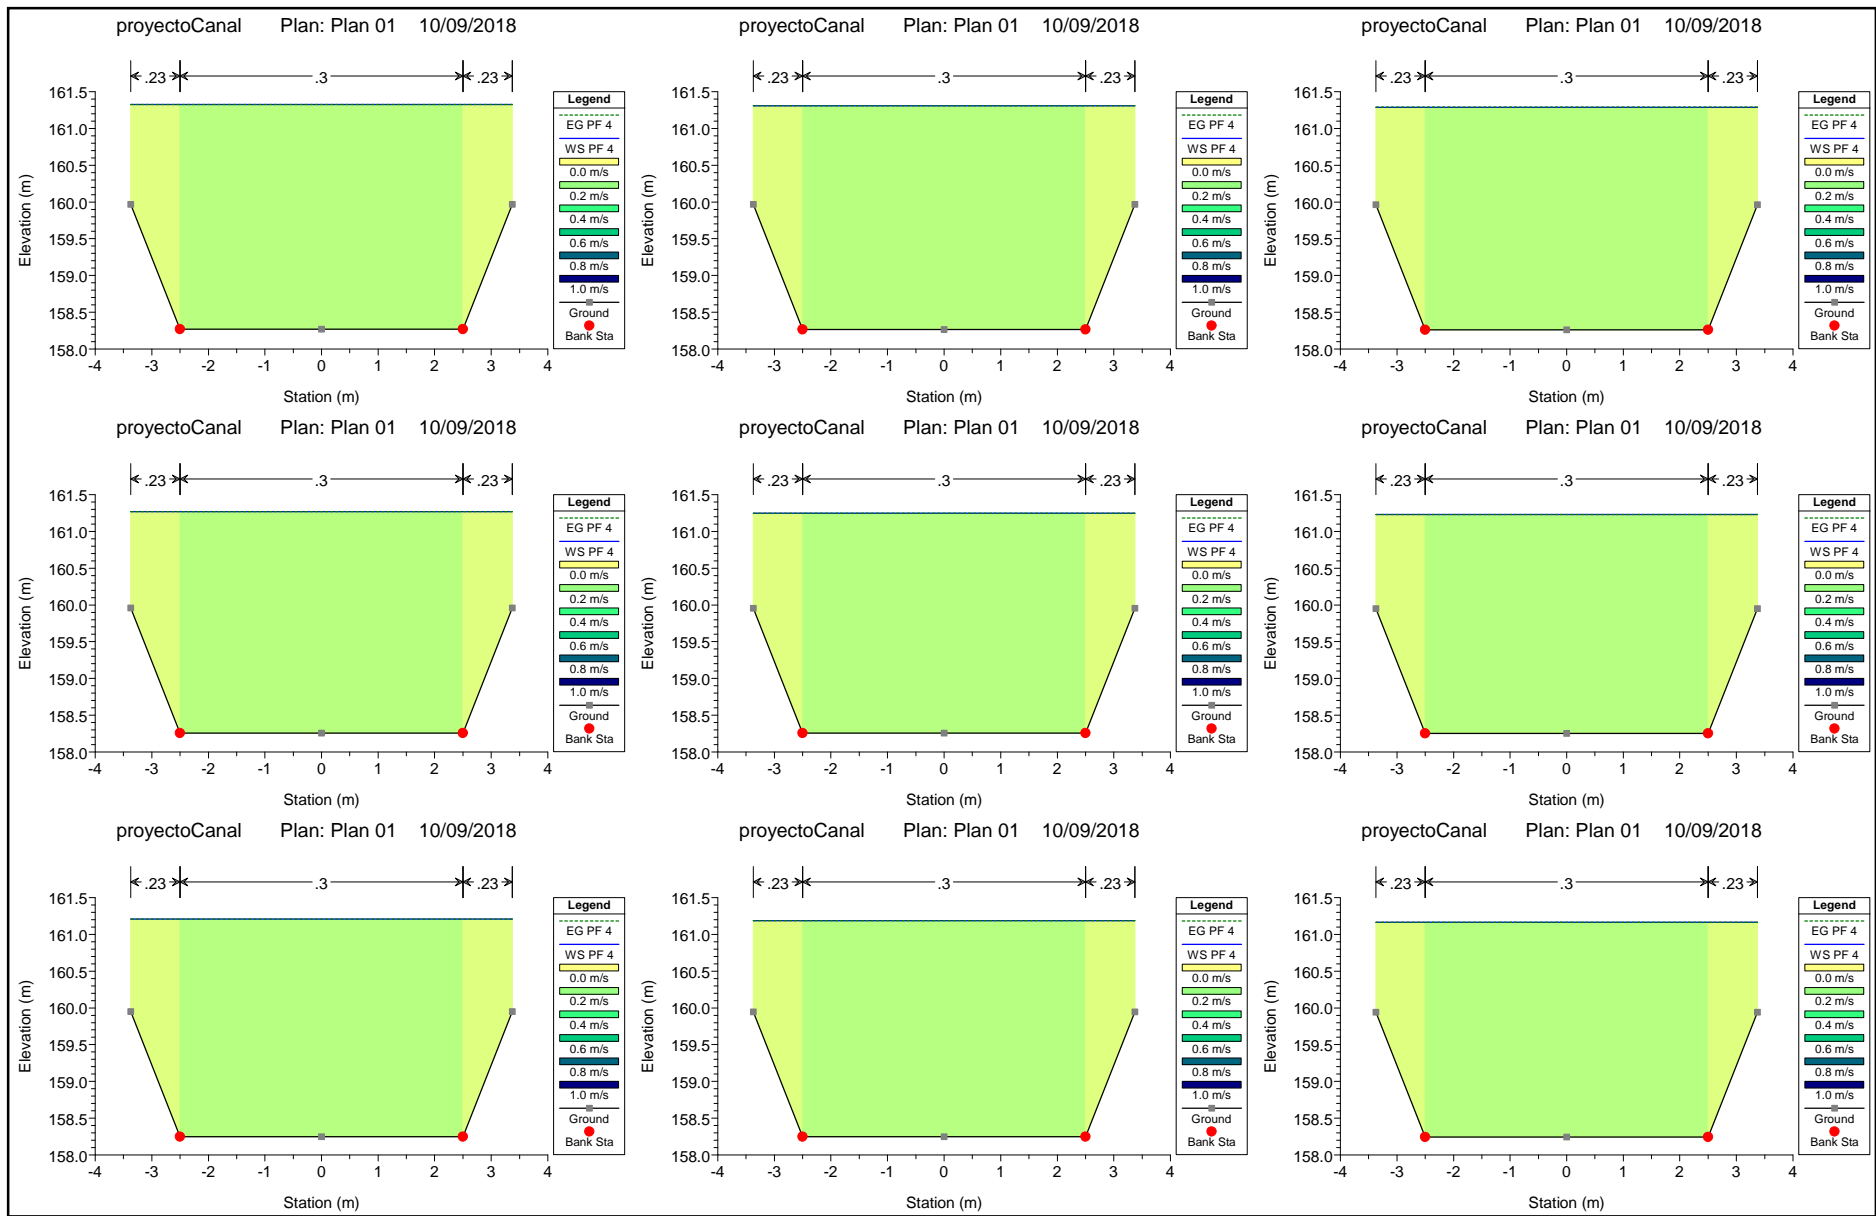 proyectoCanal Plan: Plan 01 10/09/2018
.23 .3 .23
161.5
161.0
160.5
160.0
159.5
159.0
158.5
158.0
Elevation (m)
-4 -3 -2 -1 0 1 2 3 4
Station (m)
Legend
EG PF 4
WS PF 4
0.0 m/s
0.2 m/s
0.4 m/s
0.6 m/s
0.8 m/s
1.0 m/s
Ground
Bank Sta
proyectoCanal Plan: Plan 01 10/09/2018
.23 .3 .23
161.5
161.0
160.5
160.0
159.5
159.0
158.5
158.0
Elevation (m)
-4 -3 -2 -1 0 1 2 3 4
Station (m)
Legend
EG PF 4
WS PF 4
0.0 m/s
0.2 m/s
0.4 m/s
0.6 m/s
0.8 m/s
1.0 m/s
Ground
Bank Sta
proyectoCanal Plan: Plan 01 10/09/2018
.23 .3 .23
161.5
161.0
160.5
160.0
159.5
159.0
158.5
158.0
Elevation (m)
-4 -3 -2 -1 0 1 2 3 4
Station (m)
Legend
EG PF 4
WS PF 4
0.0 m/s
0.2 m/s
0.4 m/s
0.6 m/s
0.8 m/s
1.0 m/s
Ground
Bank Sta
proyectoCanal Plan: Plan 01 10/09/2018
.23 .3 .23
161.5
161.0
160.5
160.0
159.5
159.0
158.5
158.0
Elevation (m)
-4 -3 -2 -1 0 1 2 3 4
Station (m)
Legend
EG PF 4
WS PF 4
0.0 m/s
0.2 m/s
0.4 m/s
0.6 m/s
0.8 m/s
1.0 m/s
Ground
Bank Sta
proyectoCanal Plan: Plan 01 10/09/2018
.23 .3 .23
161.5
161.0
160.5
160.0
159.5
159.0
158.5
158.0
Elevation (m)
-4 -3 -2 -1 0 1 2 3 4
Station (m)
Legend
EG PF 4
WS PF 4
0.0 m/s
0.2 m/s
0.4 m/s
0.6 m/s
0.8 m/s
1.0 m/s
Ground
Bank Sta
proyectoCanal Plan: Plan 01 10/09/2018
.23 .3 .23
161.5
161.0
160.5
160.0
159.5
159.0
158.5
158.0
Elevation (m)
-4 -3 -2 -1 0 1 2 3 4
Station (m)
Legend
EG PF 4
WS PF 4
0.0 m/s
0.2 m/s
0.4 m/s
0.6 m/s
0.8 m/s
1.0 m/s
Ground
Bank Sta
proyectoCanal Plan: Plan 01 10/09/2018
.23 .3 .23
161.5
161.0
160.5
160.0
159.5
159.0
158.5
158.0
Elevation (m)
-4 -3 -2 -1 0 1 2 3 4
Station (m)
Legend
EG PF 4
WS PF 4
0.0 m/s
0.2 m/s
0.4 m/s
0.6 m/s
0.8 m/s
1.0 m/s
Ground
Bank Sta
proyectoCanal Plan: Plan 01 10/09/2018
.23 .3 .23
161.5
161.0
160.5
160.0
159.5
159.0
158.5
158.0
Elevation (m)
-4 -3 -2 -1 0 1 2 3 4
Station (m)
Legend
EG PF 4
WS PF 4
0.0 m/s
0.2 m/s
0.4 m/s
0.6 m/s
0.8 m/s
1.0 m/s
Ground
Bank Sta
proyectoCanal Plan: Plan 01 10/09/2018
.23 .3 .23
161.5
161.0
160.5
160.0
159.5
159.0
158.5
158.0
Elevation (m)
-4 -3 -2 -1 0 1 2 3 4
Station (m)
Legend
EG PF 4
WS PF 4
0.0 m/s
0.2 m/s
0.4 m/s
0.6 m/s
0.8 m/s
1.0 m/s
Ground
Bank Sta